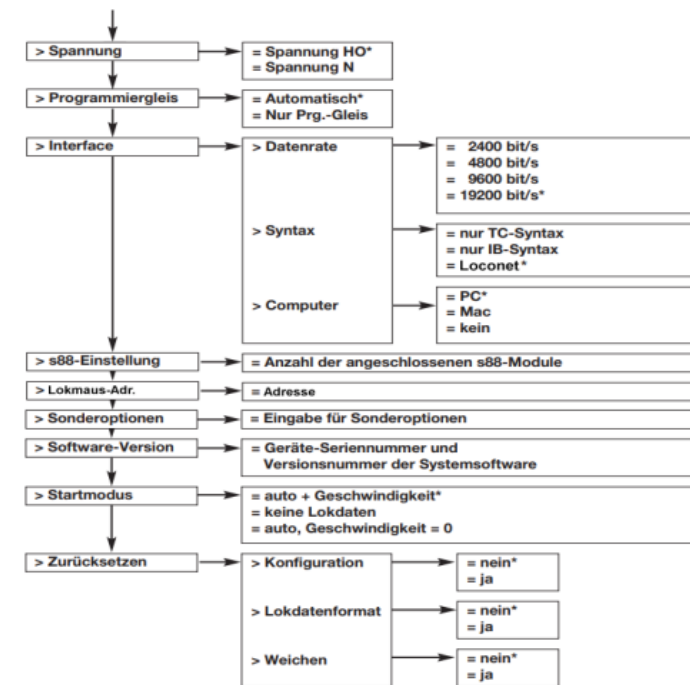 > Spannung
= Spannung HO*
= Spannung N
> Programmiergleis
= Automatisch*
= Nur Prg.-Gleis
> Interface
> Datenrate
= 2400 bit/s
= 4800 bit/s
= 9600 bit/s
= 19200 bit/s*
> Syntax
= nur TC-Syntax
= nur IB-Syntax
= Loconet*
> Computer
= PC*
= Mac
= kein
> s88-Einstellung
= Anzahl der angeschlossenen s88-Module
> Lokmaus-Adr.
= Adresse
> Sonderoptionen
= Eingabe für Sonderoptionen
> Software-Version
= Geräte-Seriennummer und
Versionsnummer der Systemsoftware
> Startmodus
= auto + Geschwindigkeit*
= keine Lokdaten
= auto, Geschwindigkeit = 0
> Zurücksetzen
> Konfiguration
= nein*
= ja
> Lokdatenformat
= nein*
= ja
> Weichen
= nein*
= ja